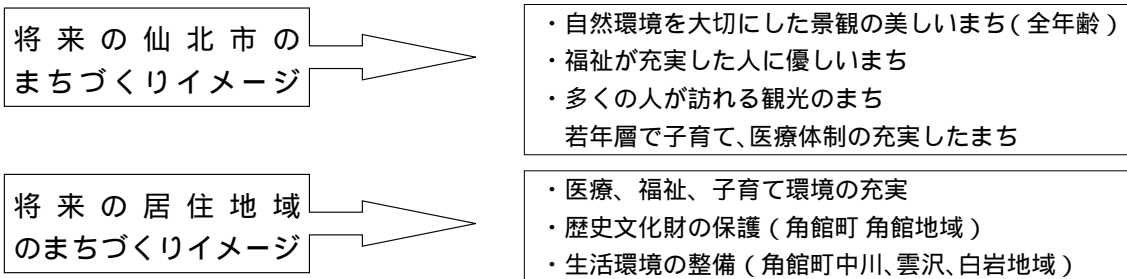 将来の仙北市の
まちづくりイメージ
・自然環境を大切にした景観の美しいまち(全年齢)
・福祉が充実した人に優しいまち
・多くの人が訪れる観光のまち
若年層で子育て、医療体制の充実したまち
将来の居住地域
のまちづくりイメージ
・医療、福祉、子育て環境の充実
・歴史文化財の保護(角館町 角館地域)
・生活環境の整備(角館町中川、雲沢、白岩地域)